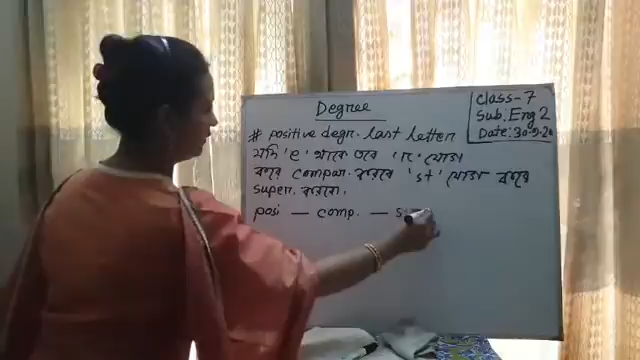 Degree
Class-7
Sub. Eng 2
Date: 30-9-20
# positive degr. last letter
যদি 'e' থাকে তবে 'r' যোগ
করে compar. করবে 'st' যোগ করে
super. করবো.
posi — comp. — s